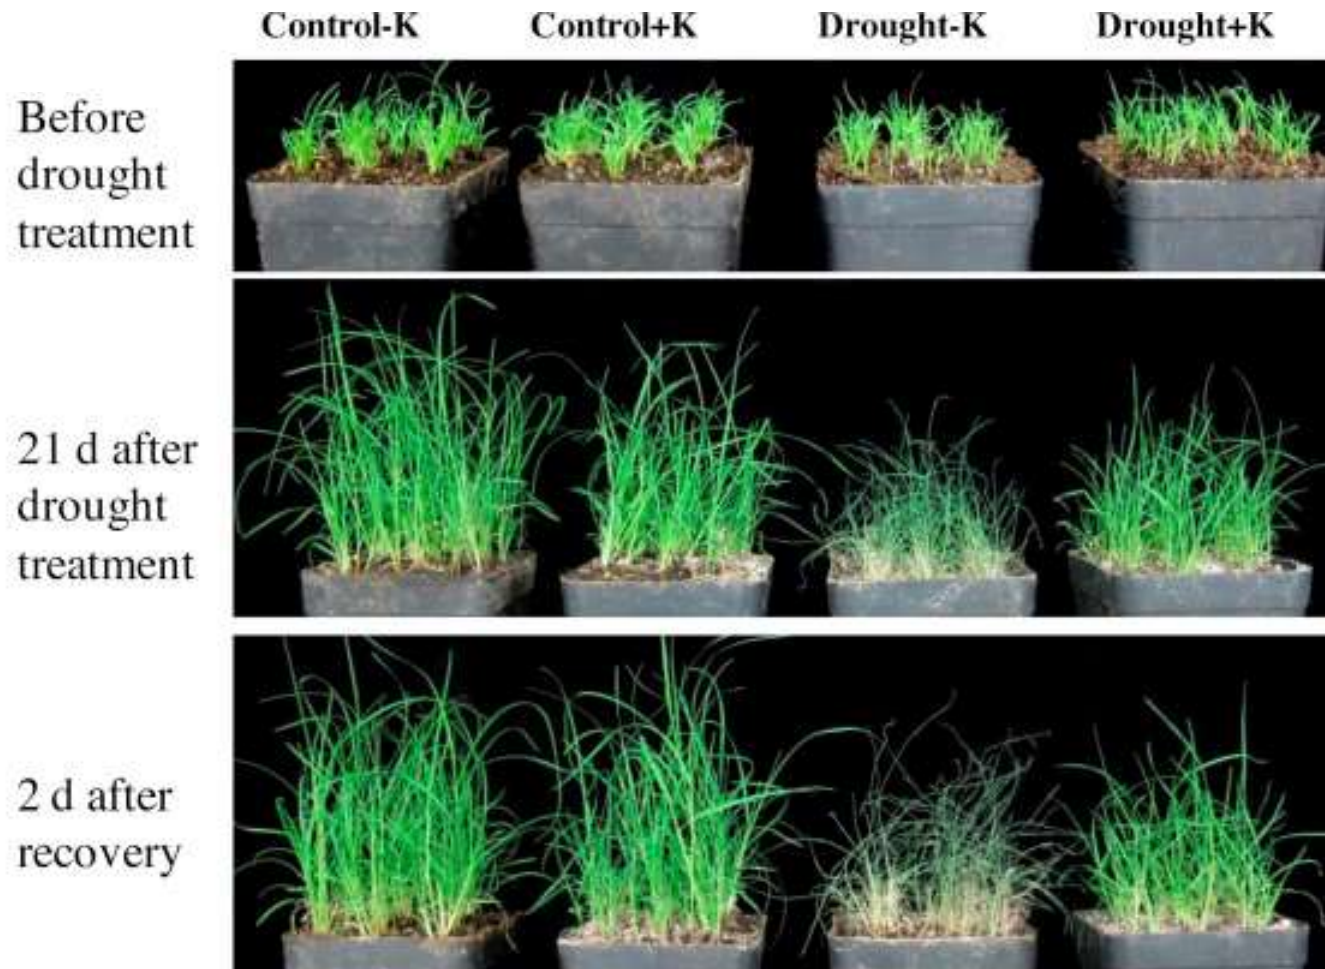 Control-K Control+K Drought-K Drought+K
Before
drought
treatment
21 d after
drought
treatment
2 d after
recovery